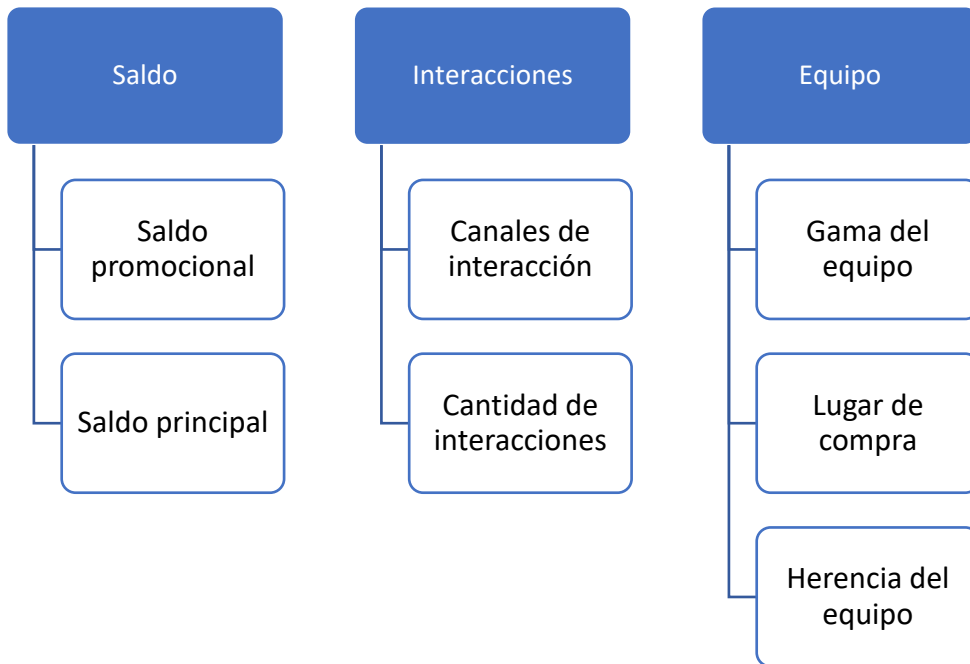 Saldo
Saldo
promocional
Saldo principal
Interacciones
Canales de
interacción
Cantidad de
interacciones
Equipo
Gama del
equipo
Lugar de
compra
Herencia del
equipo